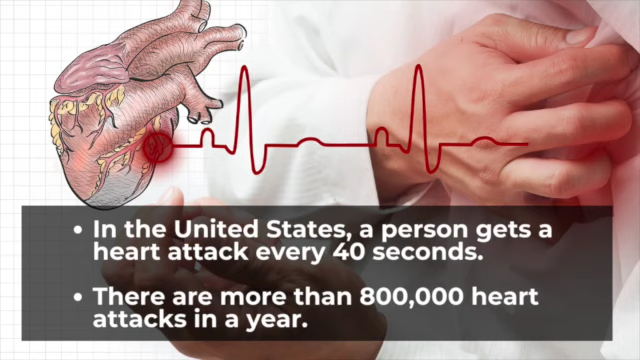 • In the United States, a person gets a
heart attack every 40 seconds.
• There are more than 800,000 heart
attacks in a year.